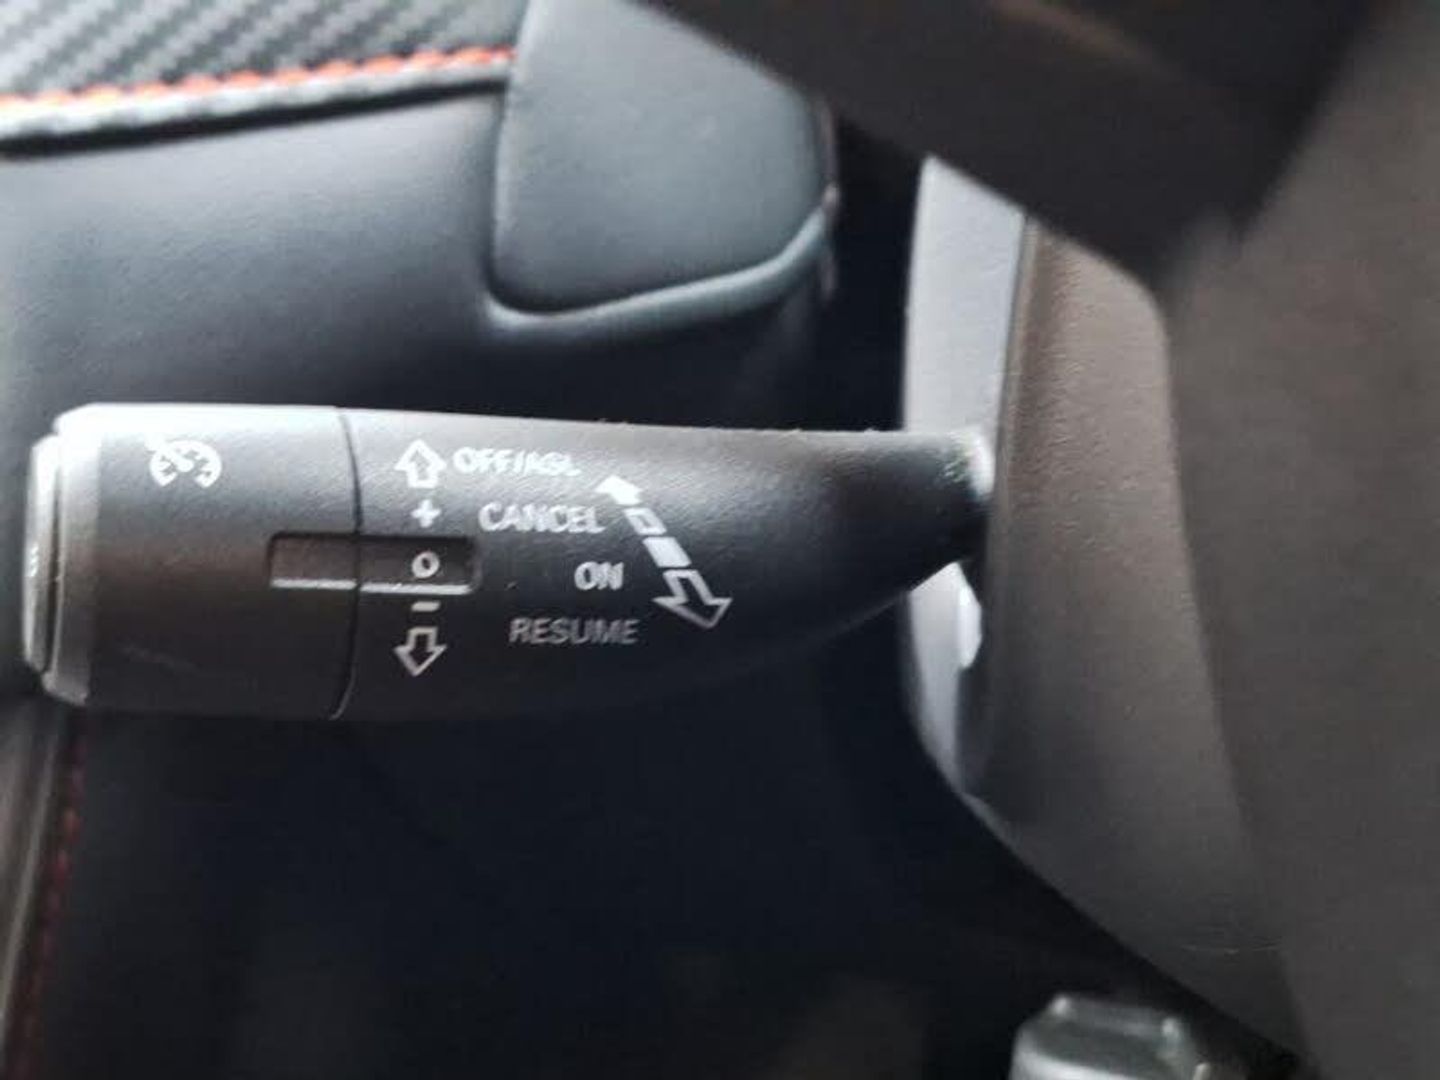 OFF/ASL
+ CANCEL
O ON
- RESUME